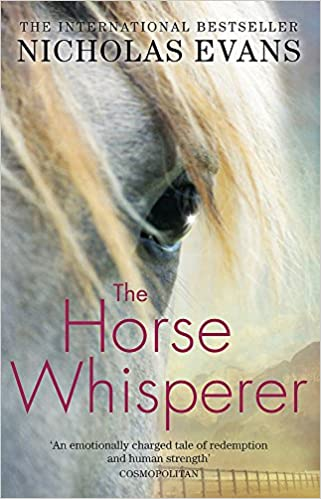 THE INTERNATIONAL BESTSELLER
NICHOLAS EVANS
The
Horse
Whisperer
‘An emotionally charged tale of redemption
and human strength’
COSMOPOLITAN